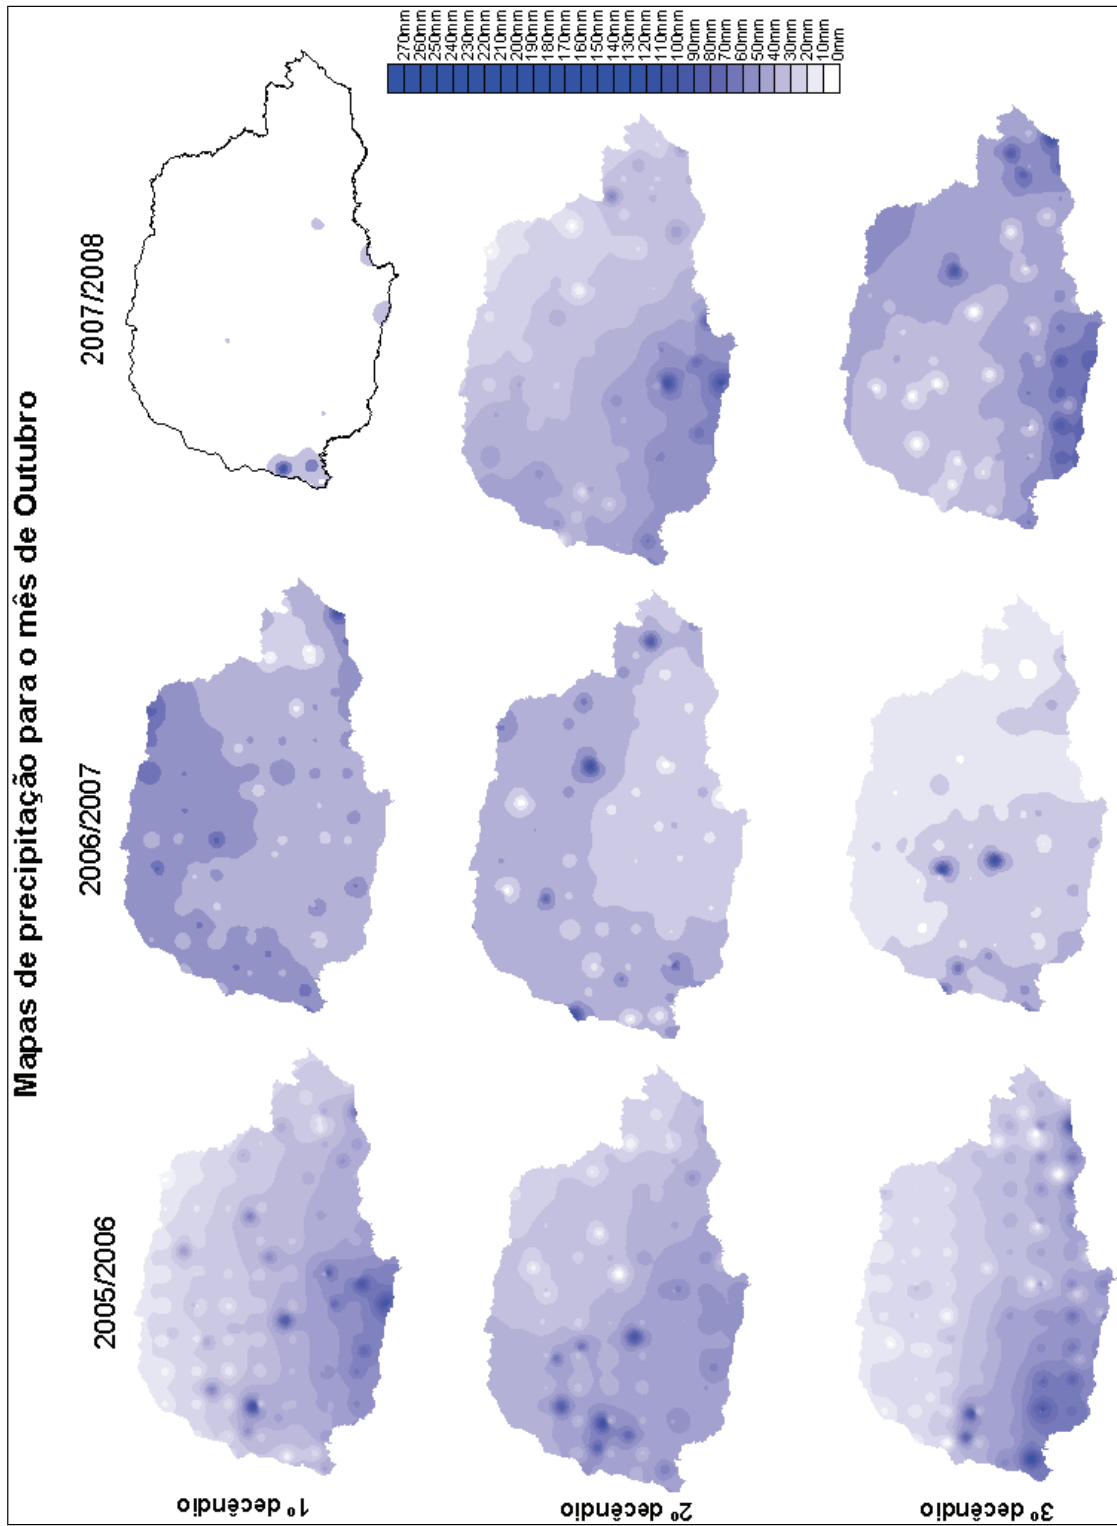 Mapas de precipitação para o mês de Outubro
2005/2006
2006/2007
2007/2008
1º decêndio
2º decêndio
3º decêndio
270mm
260mm
250mm
240mm
230mm
220mm
210mm
200mm
190mm
180mm
170mm
160mm
150mm
140mm
130mm
120mm
110mm
100mm
90mm
80mm
70mm
60mm
50mm
40mm
30mm
20mm
10mm
0mm